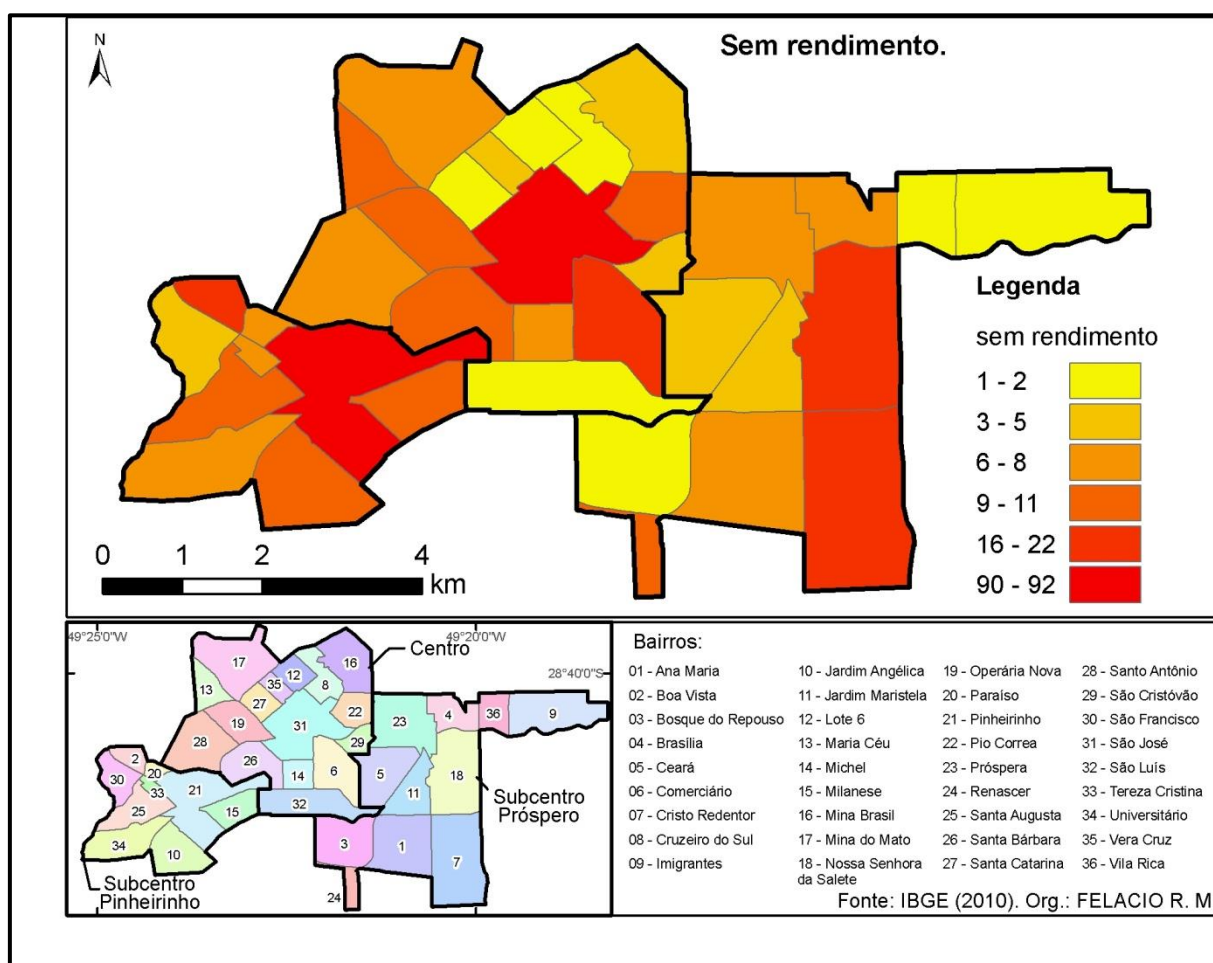 N
Sem rendimento.
Legenda
sem rendimento
1 - 2
3 - 5
6 - 8
9 - 11
16 - 22
90 - 92
0 1 2 4
km
49°25'0"W
49°20'0"W
28°40'0"S
Centro
Subcentro
Próspero
Subcentro
Pinheirinho
17
12
16
35
8
13
27
22
19
31
23
4
36
9
28
29
2
26
6
5
18
30
20
14
21
33
11
32
25
15
34
10
3
1
7
24
Bairros:
01 - Ana Maria
02 - Boa Vista
03 - Bosque do Repouso
04 - Brasília
05 - Ceará
06 - Comerciário
07 - Cristo Redentor
08 - Cruzeiro do Sul
09 - Imigrantes
10 - Jardim Angélica
11 - Jardim Maristela
12 - Lote 6
13 - Maria Céu
14 - Michel
15 - Milanese
16 - Mina Brasil
17 - Mina do Mato
18 - Nossa Senhora
da Salete
19 - Operária Nova
20 - Paraíso
21 - Pinheirinho
22 - Pio Correa
23 - Próspera
24 - Renascer
25 - Santa Augusta
26 - Santa Bárbara
27 - Santa Catarina
28 - Santo Antônio
29 - São Cristóvão
30 - São Francisco
31 - São José
32 - São Luís
33 - Tereza Cristina
34 - Universitário
35 - Vera Cruz
36 - Vila Rica
Fonte: IBGE (2010). Org.: FELACIO R. M